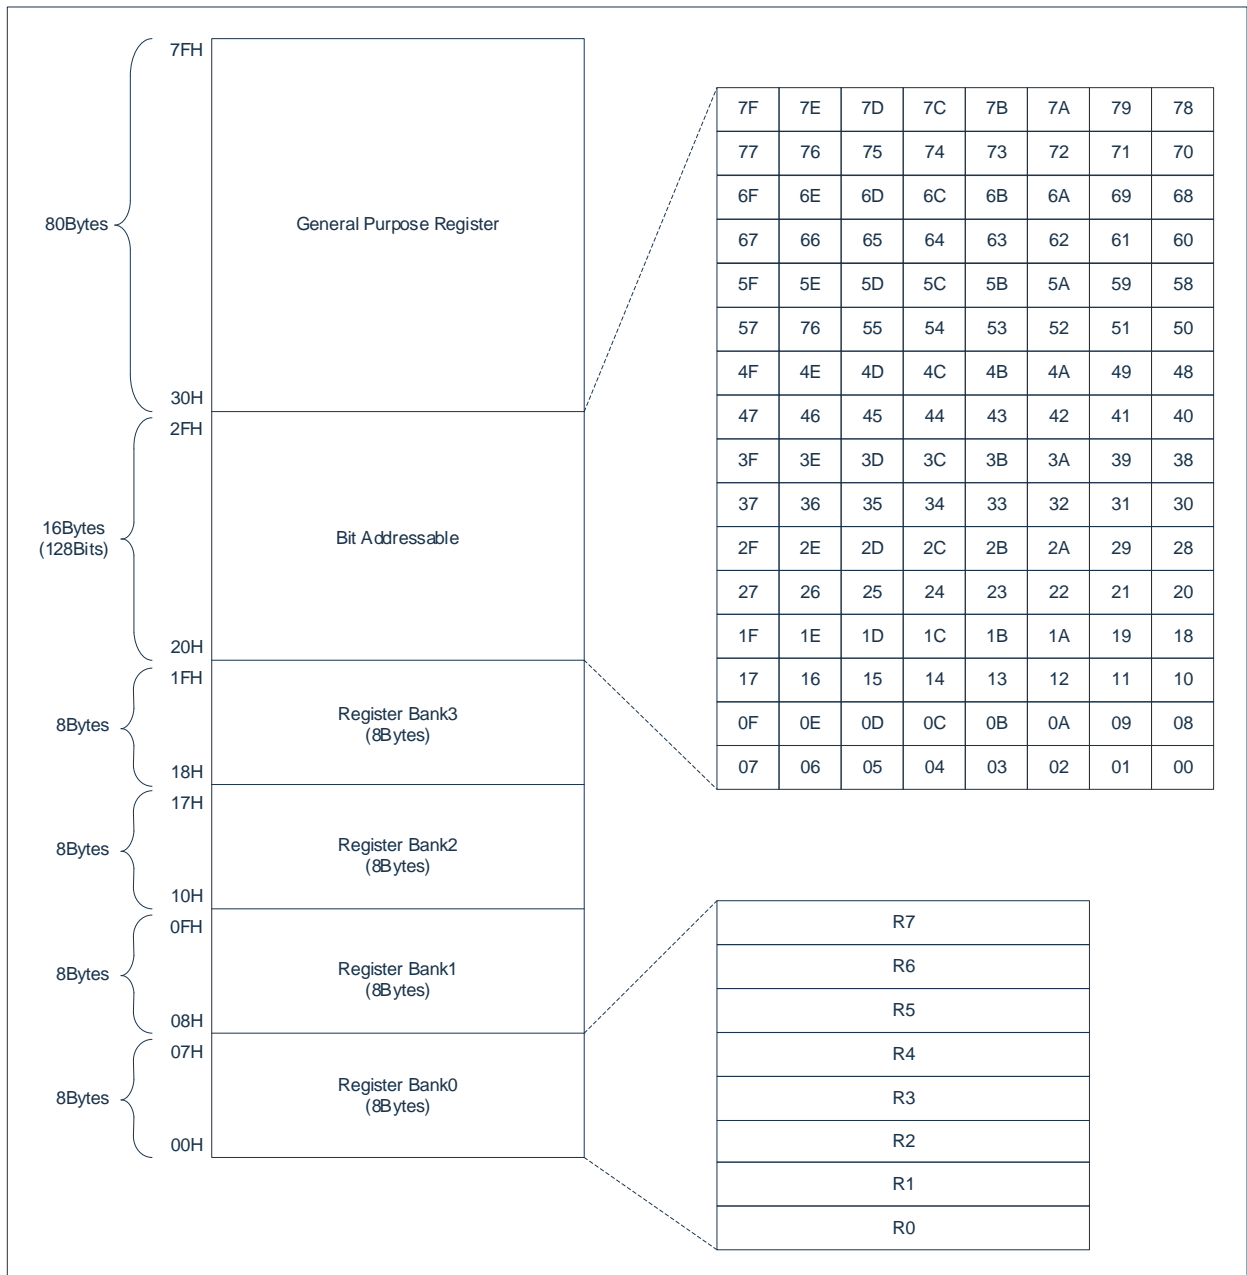 7FH
80Bytes
General Purpose Register
30H
2FH
16Bytes
(128Bits)
Bit Addressable
20H
1FH
8Bytes
Register Bank3
(8Bytes)
18H
17H
8Bytes
Register Bank2
(8Bytes)
10H
0FH
8Bytes
Register Bank1
(8Bytes)
08H
07H
8Bytes
Register Bank0
(8Bytes)
00H
7F 7E 7D 7C 7B 7A 79 78
77 76 75 74 73 72 71 70
6F 6E 6D 6C 6B 6A 69 68
67 66 65 64 63 62 61 60
5F 5E 5D 5C 5B 5A 59 58
57 76 55 54 53 52 51 50
4F 4E 4D 4C 4B 4A 49 48
47 46 45 44 43 42 41 40
3F 3E 3D 3C 3B 3A 39 38
37 36 35 34 33 32 31 30
2F 2E 2D 2C 2B 2A 29 28
27 26 25 24 23 22 21 20
1F 1E 1D 1C 1B 1A 19 18
17 16 15 14 13 12 11 10
0F 0E 0D 0C 0B 0A 09 08
07 06 05 04 03 02 01 00
R7
R6
R5
R4
R3
R2
R1
R0